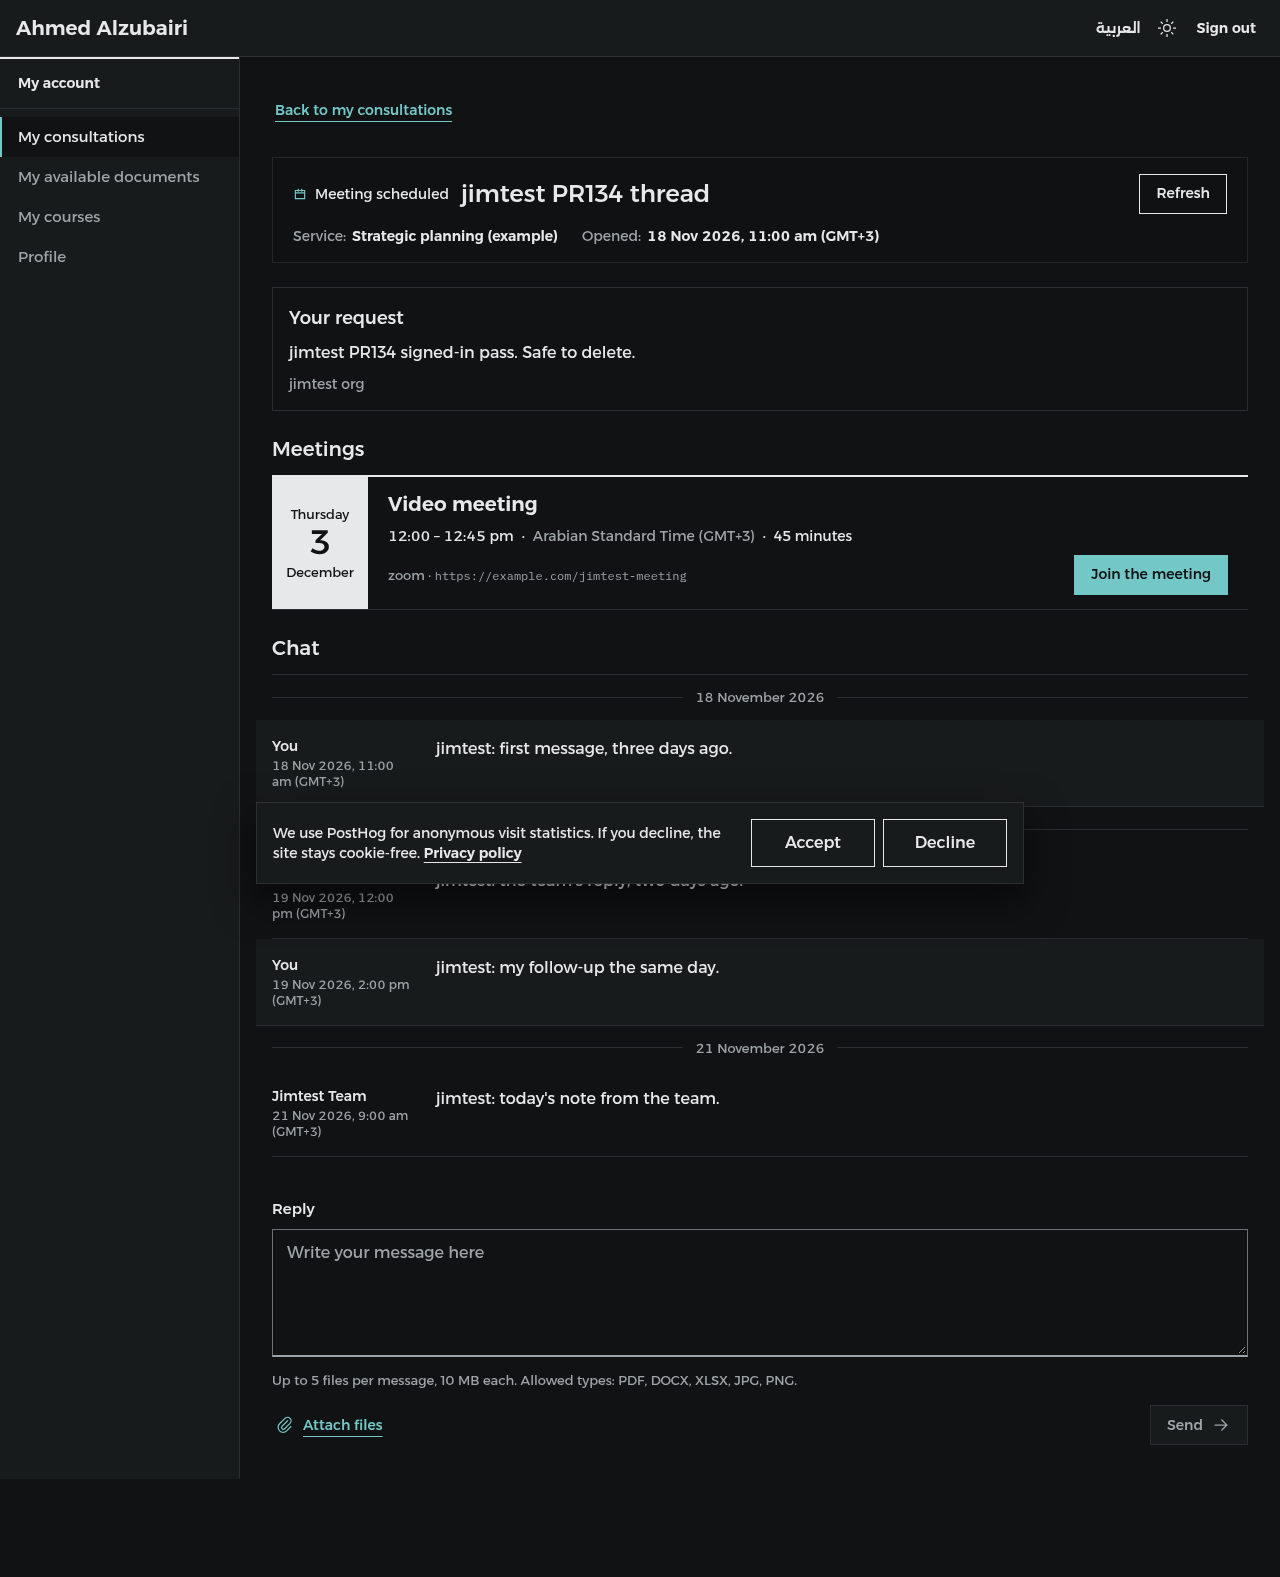 Ahmed Alzubairi
العربية
Sign out
My account
My consultations
My available documents
My courses
Profile
Back to my consultations
Meeting scheduled
jimtest PR134 thread
Refresh
Service: Strategic planning (example)
Opened: 18 Nov 2026, 11:00 am (GMT+3)
Your request
jimtest PR134 signed-in pass. Safe to delete.
jimtest org
Meetings
Thursday
3
December
Video meeting
12:00 – 12:45 pm · Arabian Standard Time (GMT+3) · 45 minutes
zoom · https://example.com/jimtest-meeting
Join the meeting
Chat
18 November 2026
You
18 Nov 2026, 11:00
am (GMT+3)
jimtest: first message, three days ago.
We use PostHog for anonymous visit statistics. If you decline, the
site stays cookie-free. Privacy policy
Accept
Decline
19 Nov 2026, 12:00
pm (GMT+3)
You
19 Nov 2026, 2:00 pm
(GMT+3)
jimtest: my follow-up the same day.
21 November 2026
Jimtest Team
21 Nov 2026, 9:00 am
(GMT+3)
jimtest: today's note from the team.
Reply
Write your message here
Up to 5 files per message, 10 MB each. Allowed types: PDF, DOCX, XLSX, JPG, PNG.
Attach files
Send